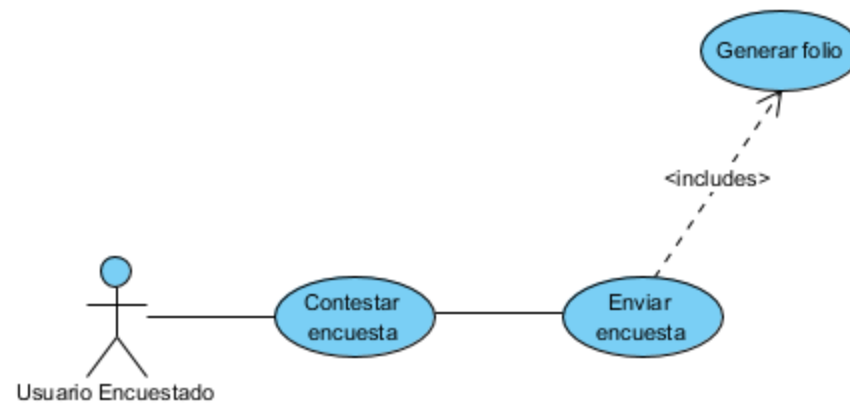 Generar folio
<includes>
Contestar
encuesta
Enviar
encuesta
Usuario Encuestado